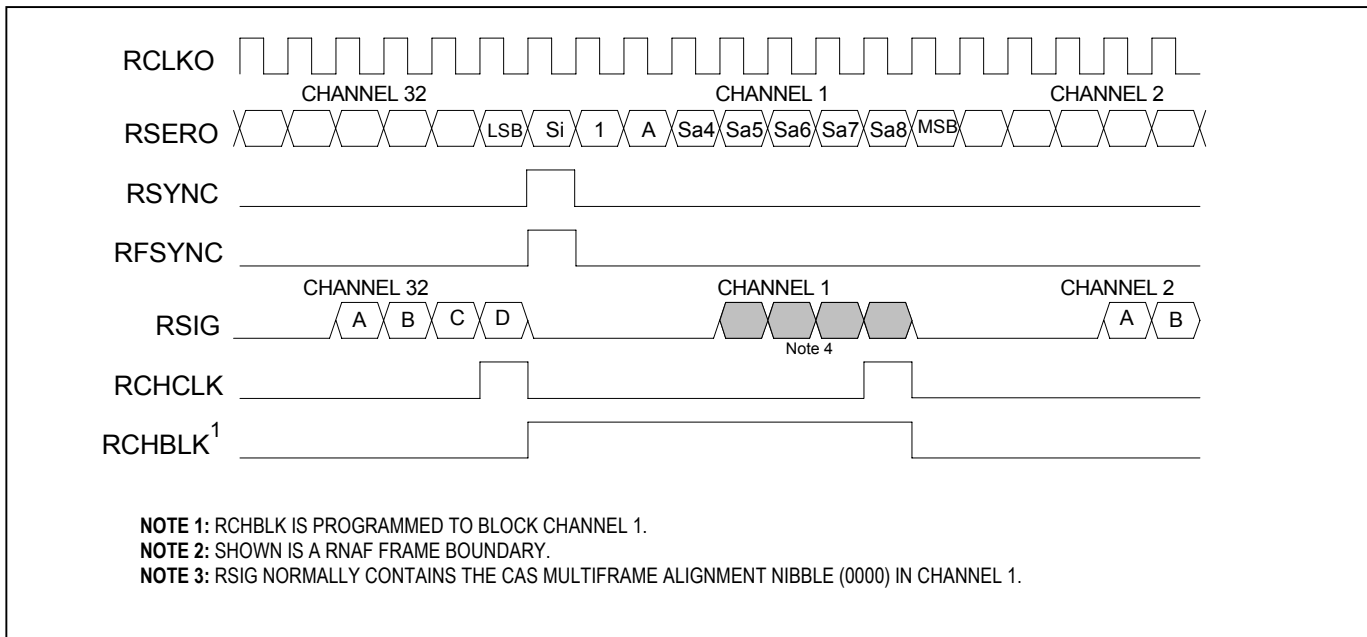 RCLKO
CHANNEL 32 CHANNEL 1 CHANNEL 2
RSERO LSB Si 1 A Sa4 Sa5 Sa6 Sa7 Sa8 MSB
RSYNC
RFSYNC
CHANNEL 32 CHANNEL 1 CHANNEL 2
RSIG A B C D A B
Note 4
RCHCLK
RCHBLK¹
NOTE 1: RCHBLK IS PROGRAMMED TO BLOCK CHANNEL 1.
NOTE 2: SHOWN IS A RNAF FRAME BOUNDARY.
NOTE 3: RSIG NORMALLY CONTAINS THE CAS MULTIFRAME ALIGNMENT NIBBLE (0000) IN CHANNEL 1.